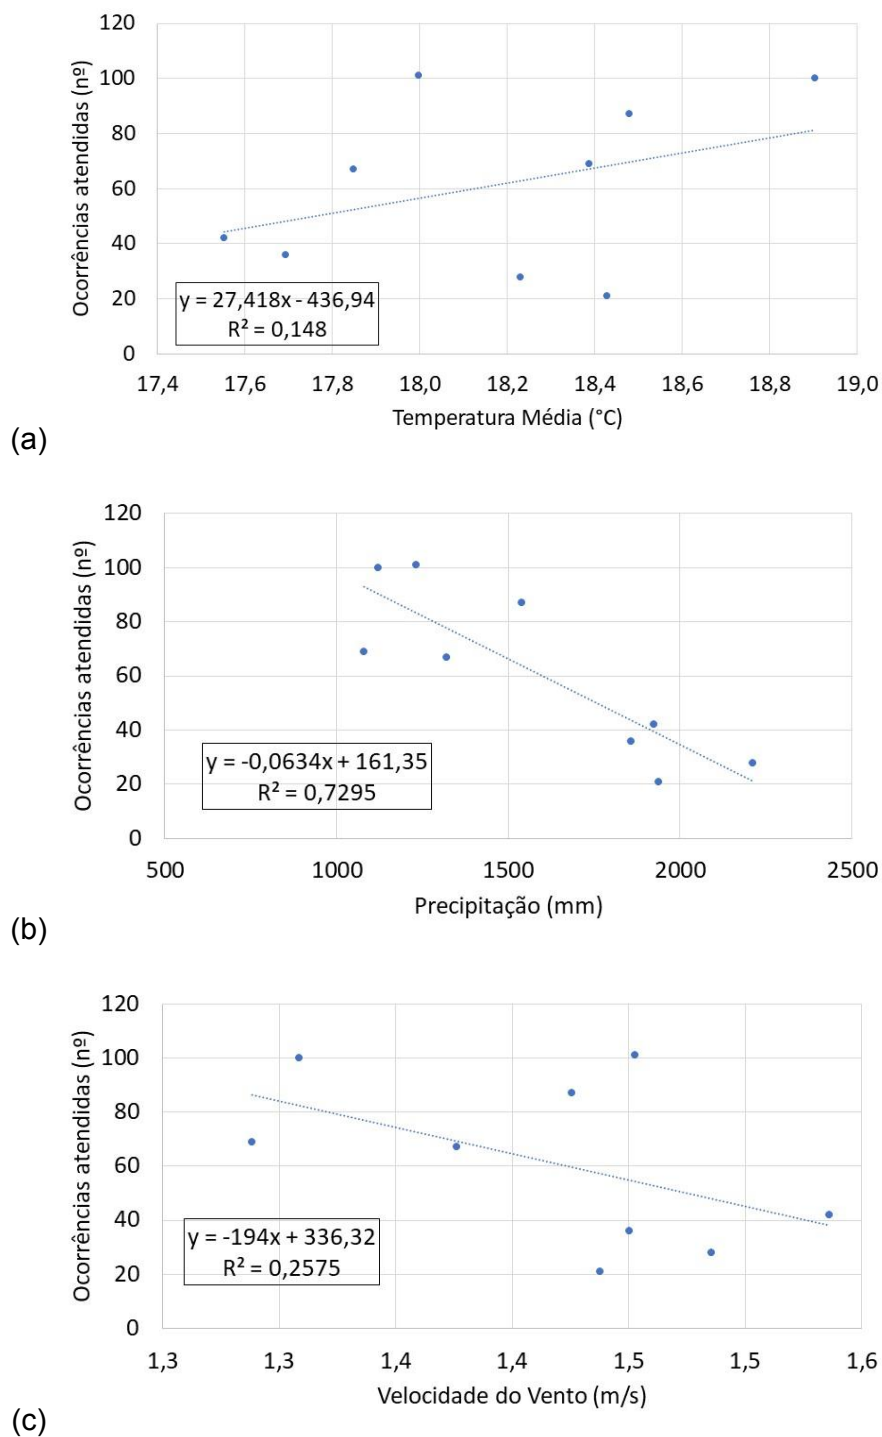 120
100
80
60
40
20
0
Ocorrências atendidas (nº)
y = 27,418x - 436,94
R² = 0,148
17,4 17,6 17,8 18,0 18,2 18,4 18,6 18,8 19,0
Temperatura Média (°C)
(a)
120
100
80
60
40
20
0
Ocorrências atendidas (nº)
y = -0,0634x + 161,35
R² = 0,7295
500 1000 1500 2000 2500
Precipitação (mm)
(b)
120
100
80
60
40
20
0
Ocorrências atendidas (nº)
y = -194x + 336,32
R² = 0,2575
1,3 1,3 1,4 1,4 1,5 1,5 1,6
Velocidade do Vento (m/s)
(c)